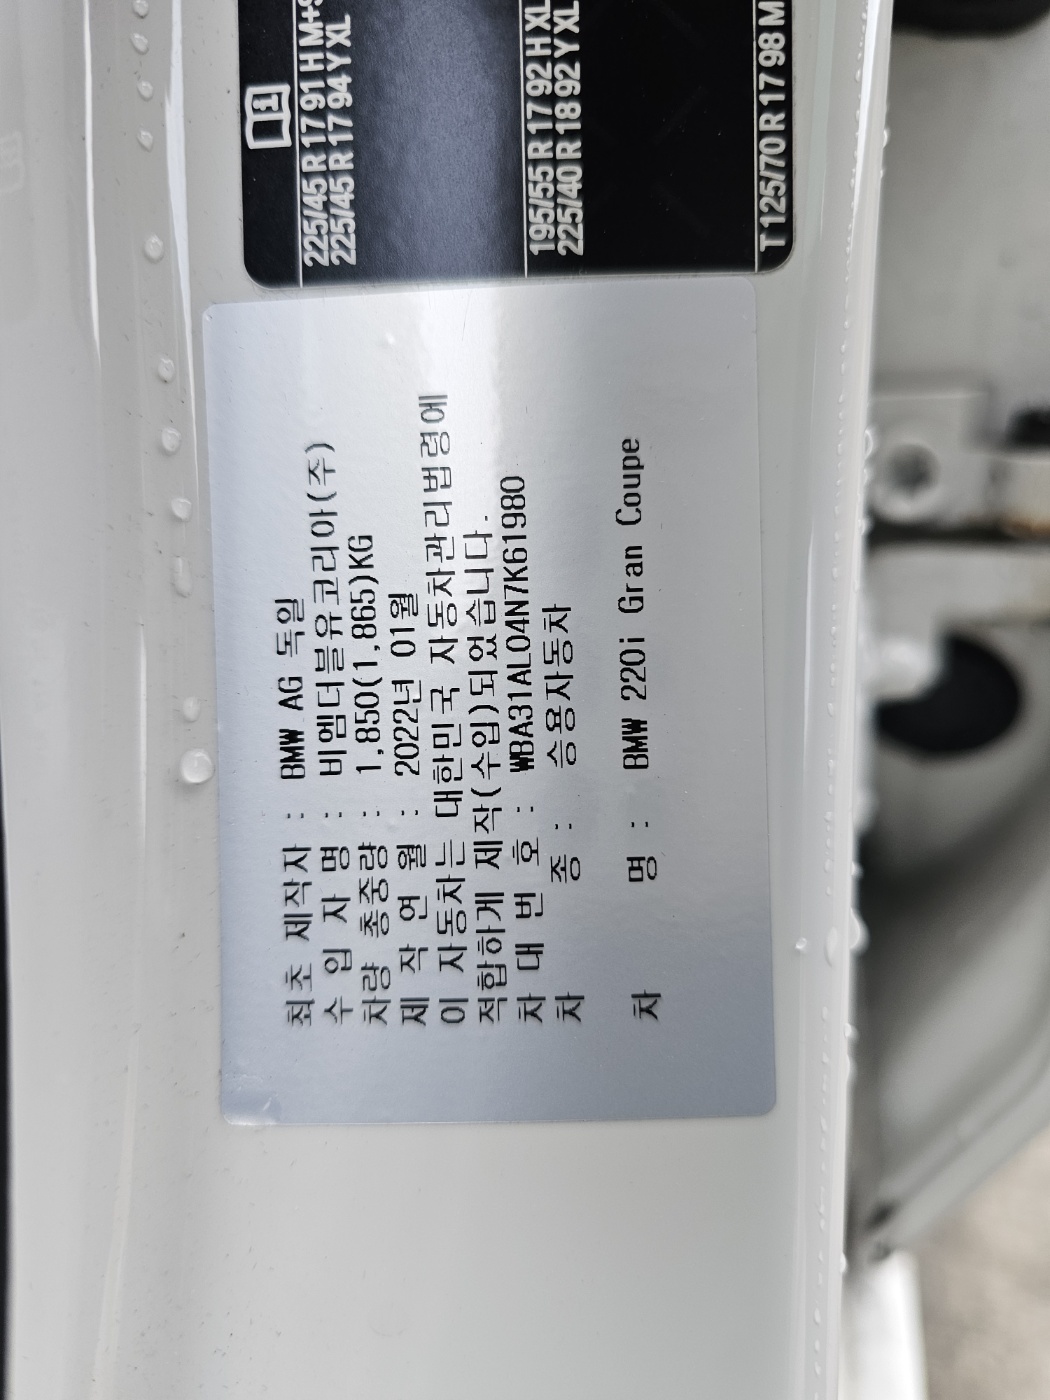 225/45 R 17 91 H M+S
225/45 R 17 94 Y XL
195/55 R 17 92 H XL
225/40 R 18 92 Y XL
T 125/70 R 17 98 M
최초 제작자 : BMW AG 독일
수 입 자 명 : 비엠더블유코리아(주)
차량 총중량 : 1,850(1,865)KG
제 작 연 월 : 2022년 01월
이 자동차는 대한민국 자동차관리법령에
적합하게 제작(수입)되었습니다.
차 대 번 호 : WBA31AL04N7K61980
차 종 : 승용자동차
차 명 : BMW 220i Gran Coupe